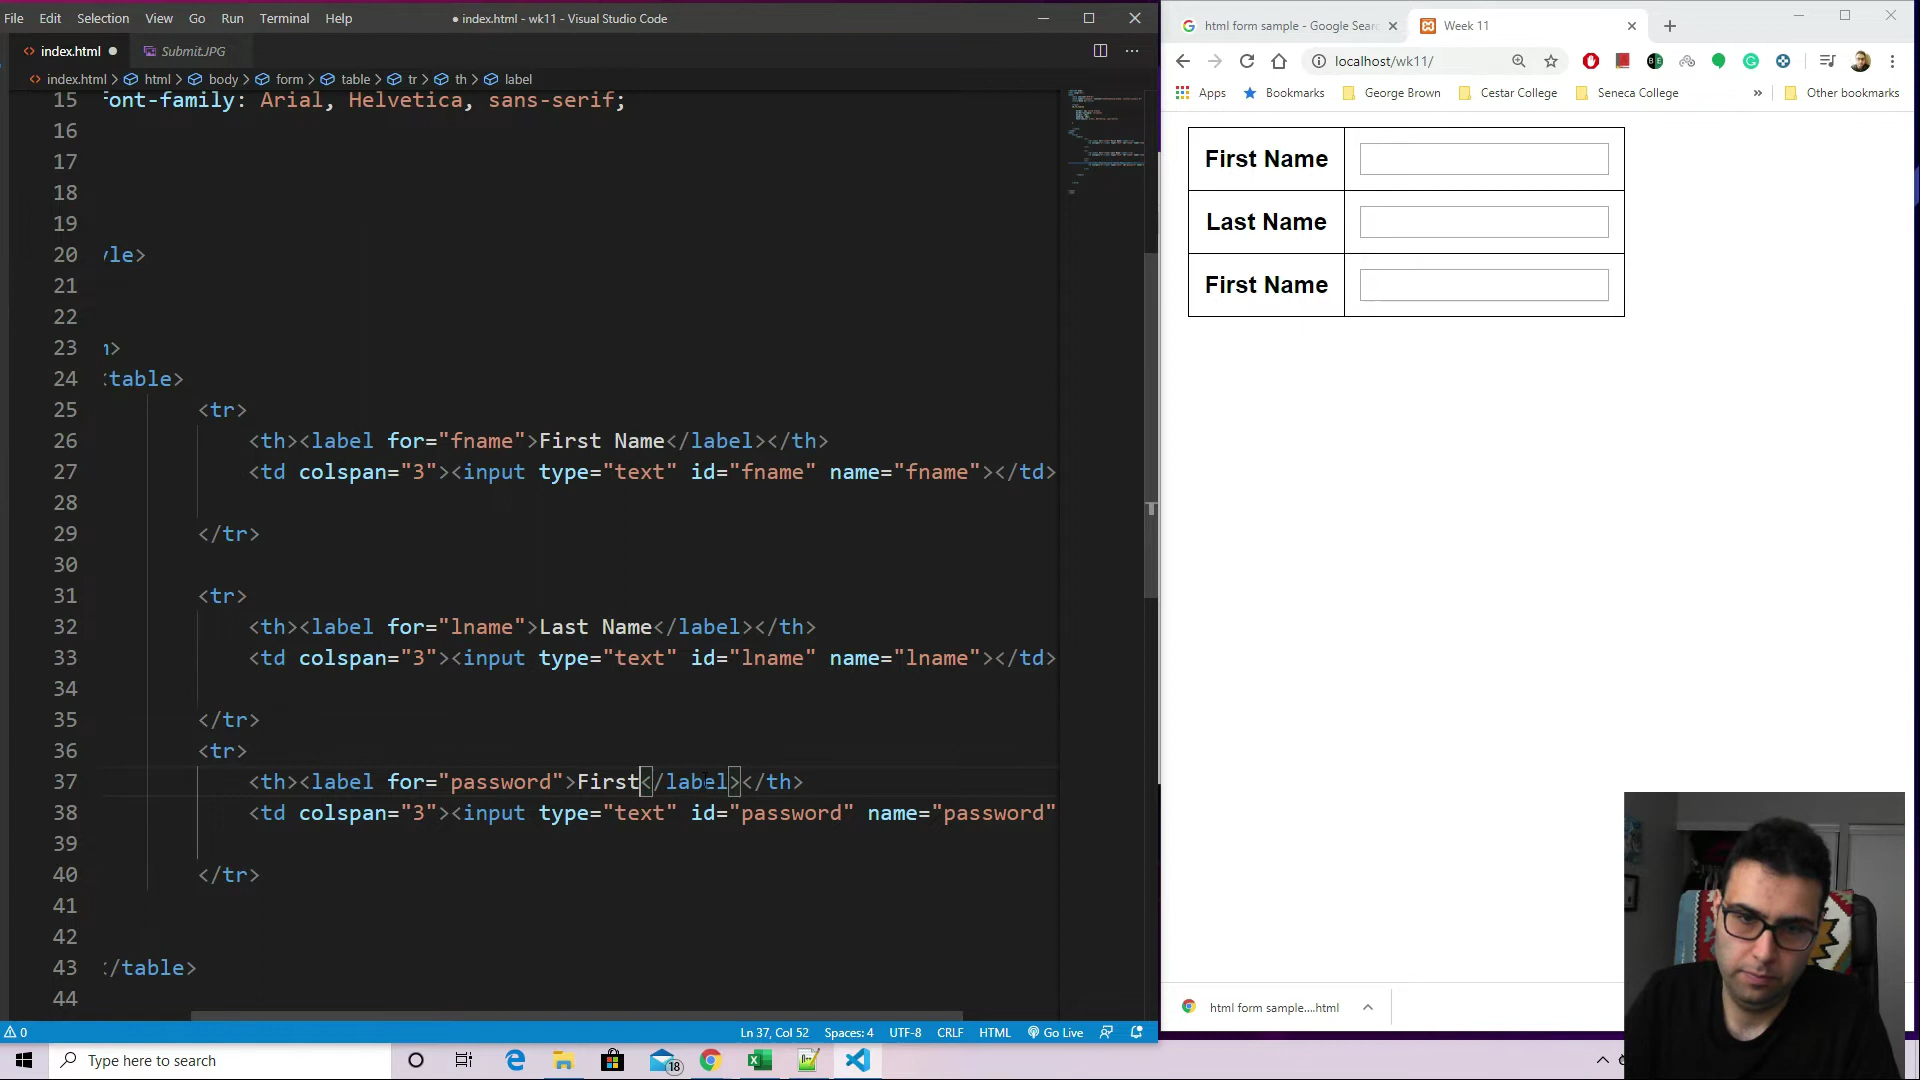 File Edit Selection View Go Run Terminal Help
● index.html - wk11 - Visual Studio Code
index.html ●
Submit.JPG
index.html > html > body > form > table > tr > th > label
15 font-family: Arial, Helvetica, sans-serif;
16
17
18
19
20 yle>
21
22
23 >
24 table>
25 <tr>
26 <th><label for="fname">First Name</label></th>
27 <td colspan="3"><input type="text" id="fname" name="fname"></td>
28
29 </tr>
30
31 <tr>
32 <th><label for="lname">Last Name</label></th>
33 <td colspan="3"><input type="text" id="lname" name="lname"></td>
34
35 </tr>
36 <tr>
37 <th><label for="password">First</label></th>
38 <td colspan="3"><input type="text" id="password" name="password"
39
40 </tr>
41
42
43 /table>
44
0 Ln 37, Col 52 Spaces: 4 UTF-8 CRLF HTML Go Live
html form sample - Google Sear
Week 11
localhost/wk11/
Apps Bookmarks George Brown Cestar College Seneca College » Other bookmarks
First Name
Last Name
First Name
html form sample....html
Type here to search
18